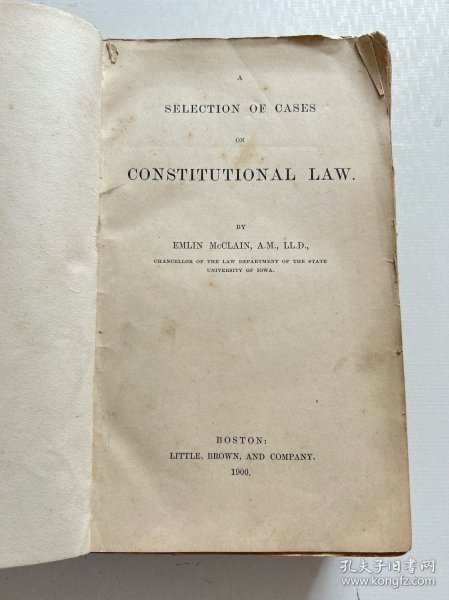 A
SELECTION OF CASES
ON
CONSTITUTIONAL LAW.
BY
EMLIN McCLAIN, A.M., LL.D.,
CHANCELLOR OF THE LAW DEPARTMENT OF THE STATE
UNIVERSITY OF IOWA.
BOSTON:
LITTLE, BROWN, AND COMPANY.
1900.
孔夫子旧书网
www.kongfz.com